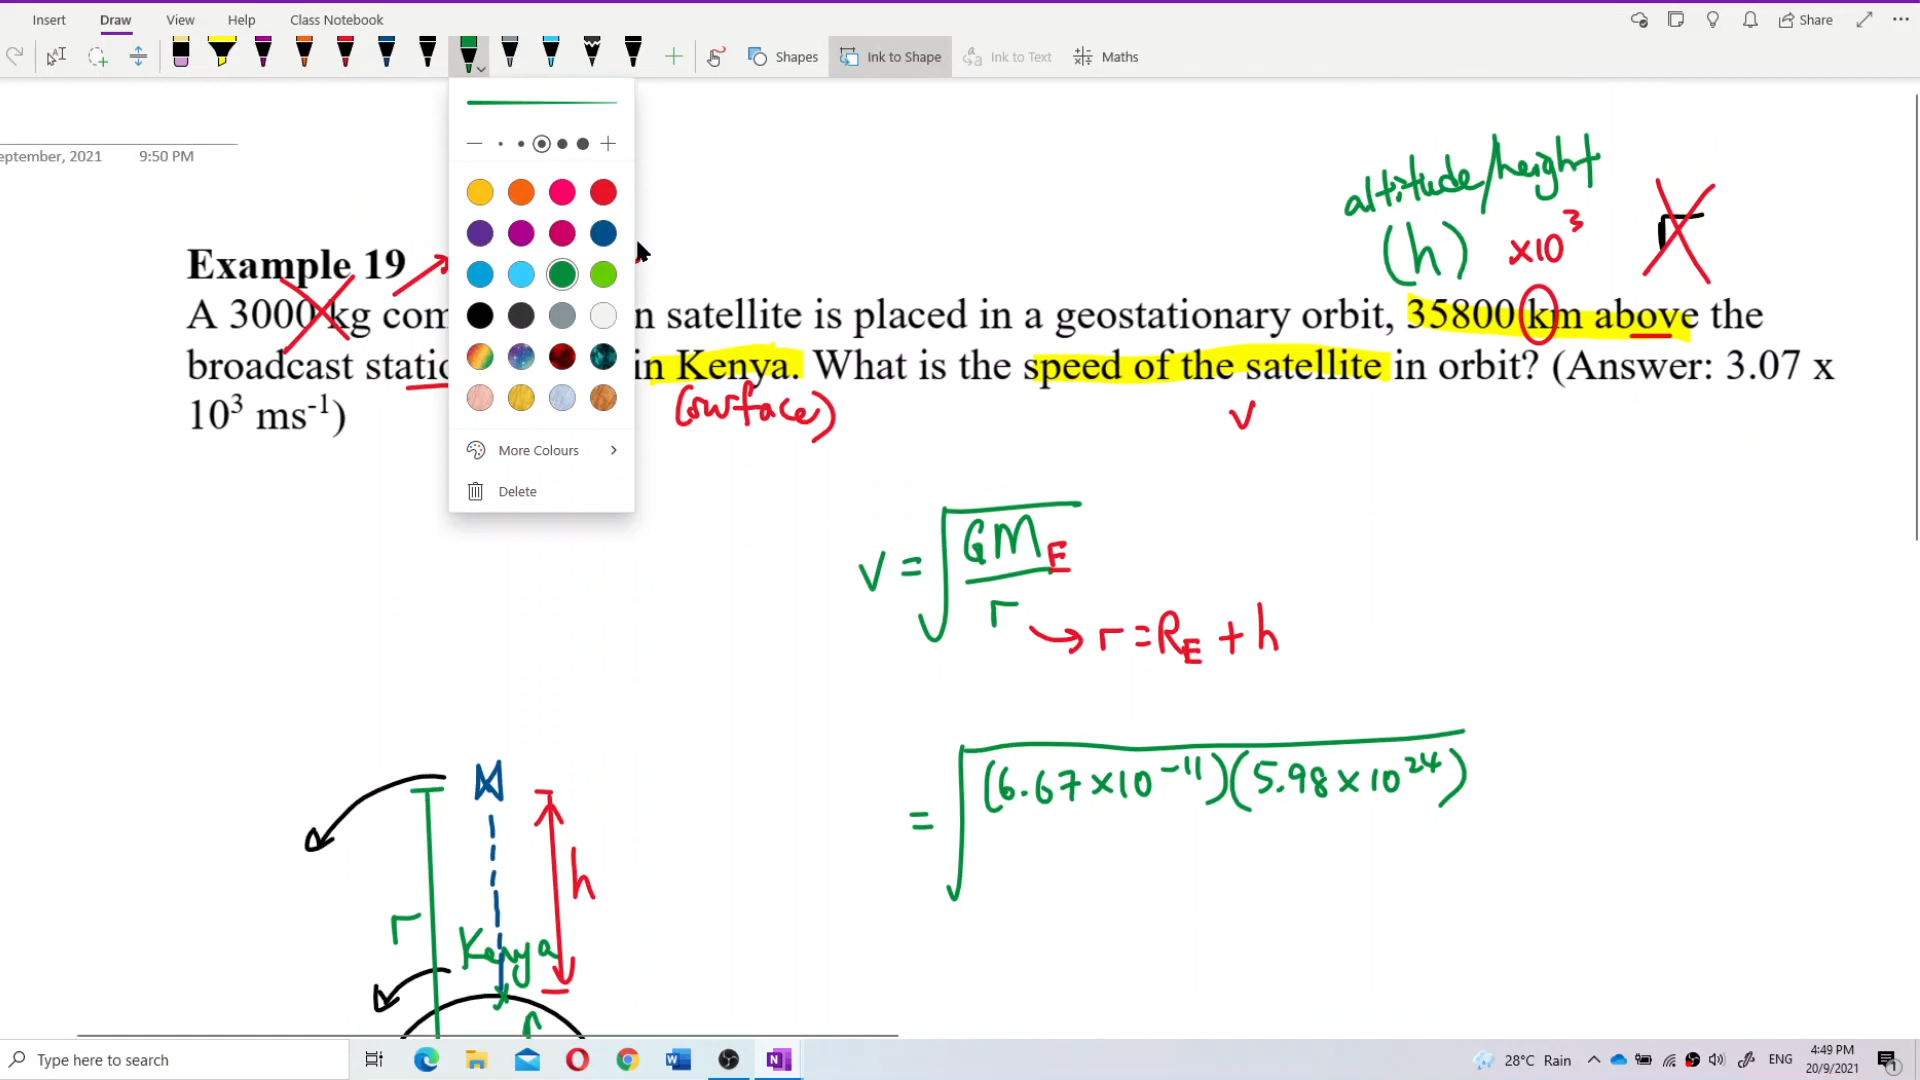 Insert Draw View Help Class Notebook Share
Shapes Ink to Shape Ink to Text Maths
eptember, 2021 9:50 PM
altitude/height
(h) ×10³ r
Example 19
A 3000 kg com n satellite is placed in a geostationary orbit, 35800 km above the
broadcast static in Kenya. What is the speed of the satellite in orbit? (Answer: 3.07 x
10³ ms⁻¹)
(surface)
v
More Colours
Delete
v = √GM_E
r → r = R_E + h
= √(6.67×10⁻¹¹)(5.98×10²⁴)
h
r
Kenya
Type here to search
28°C Rain ENG 4:49 PM
20/9/2021
1